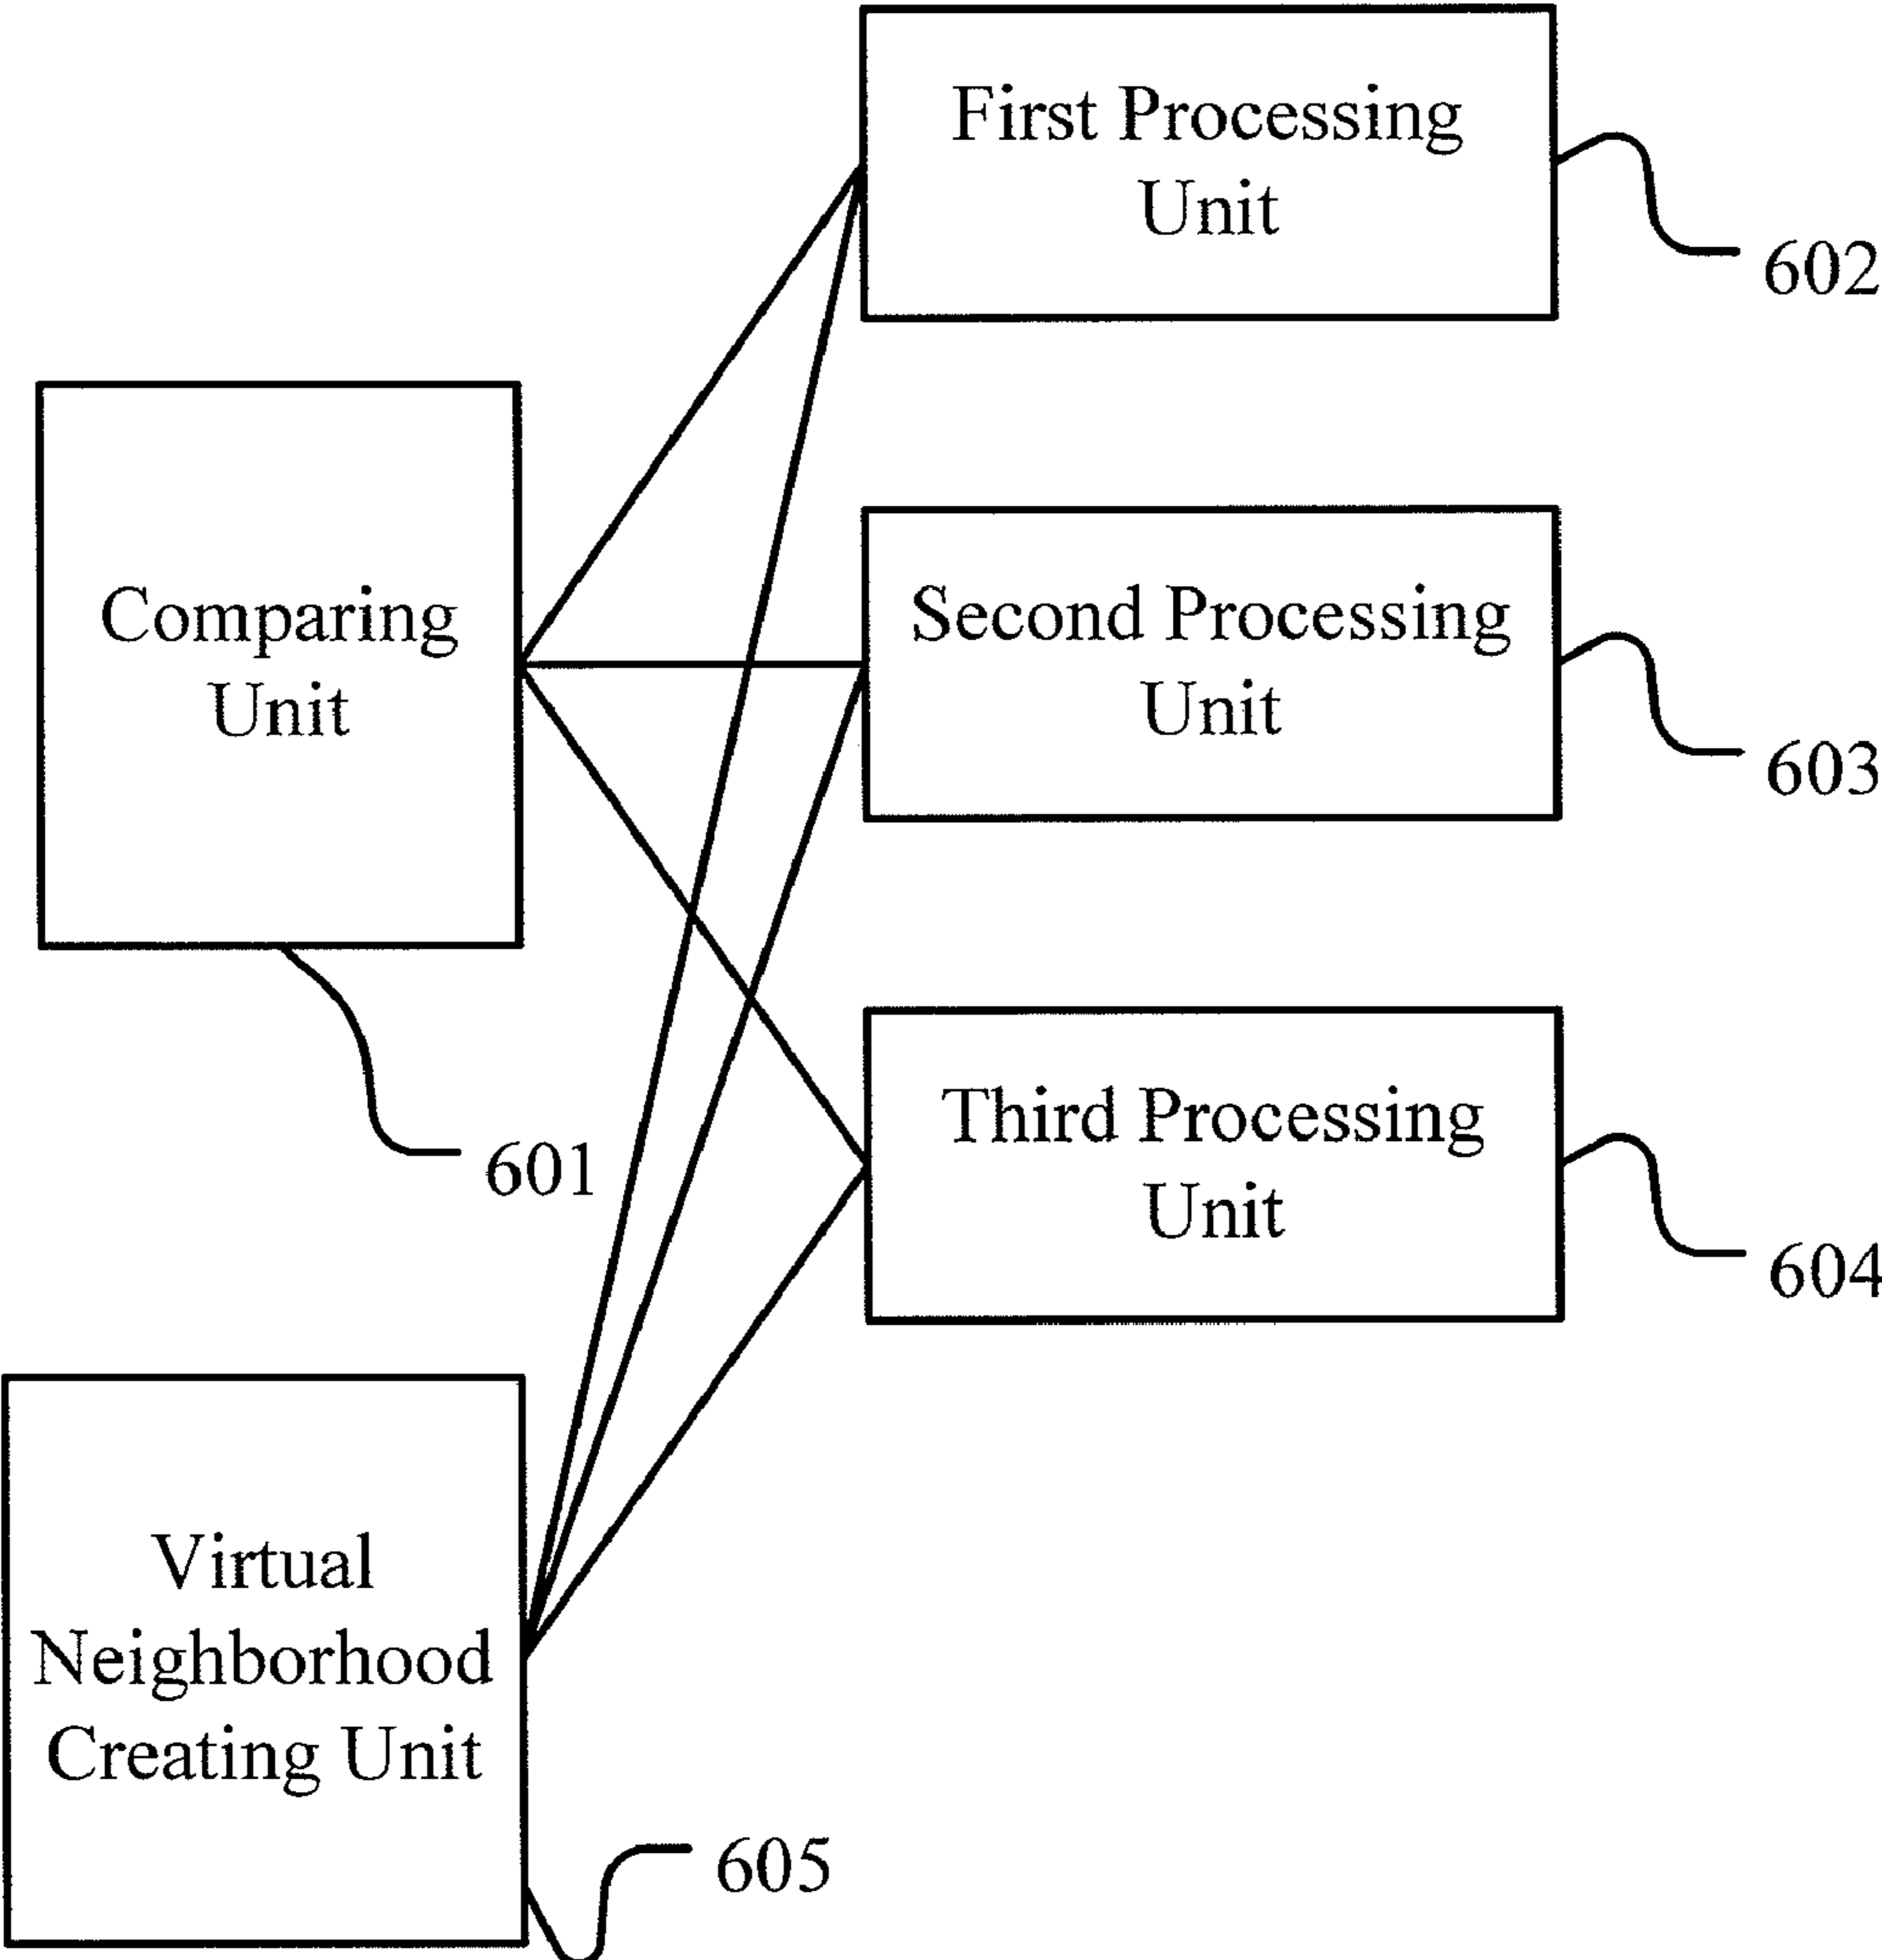 First Processing
Unit
602
Comparing
Unit
601
Second Processing
Unit
603
Third Processing
Unit
604
Virtual
Neighborhood
Creating Unit
605